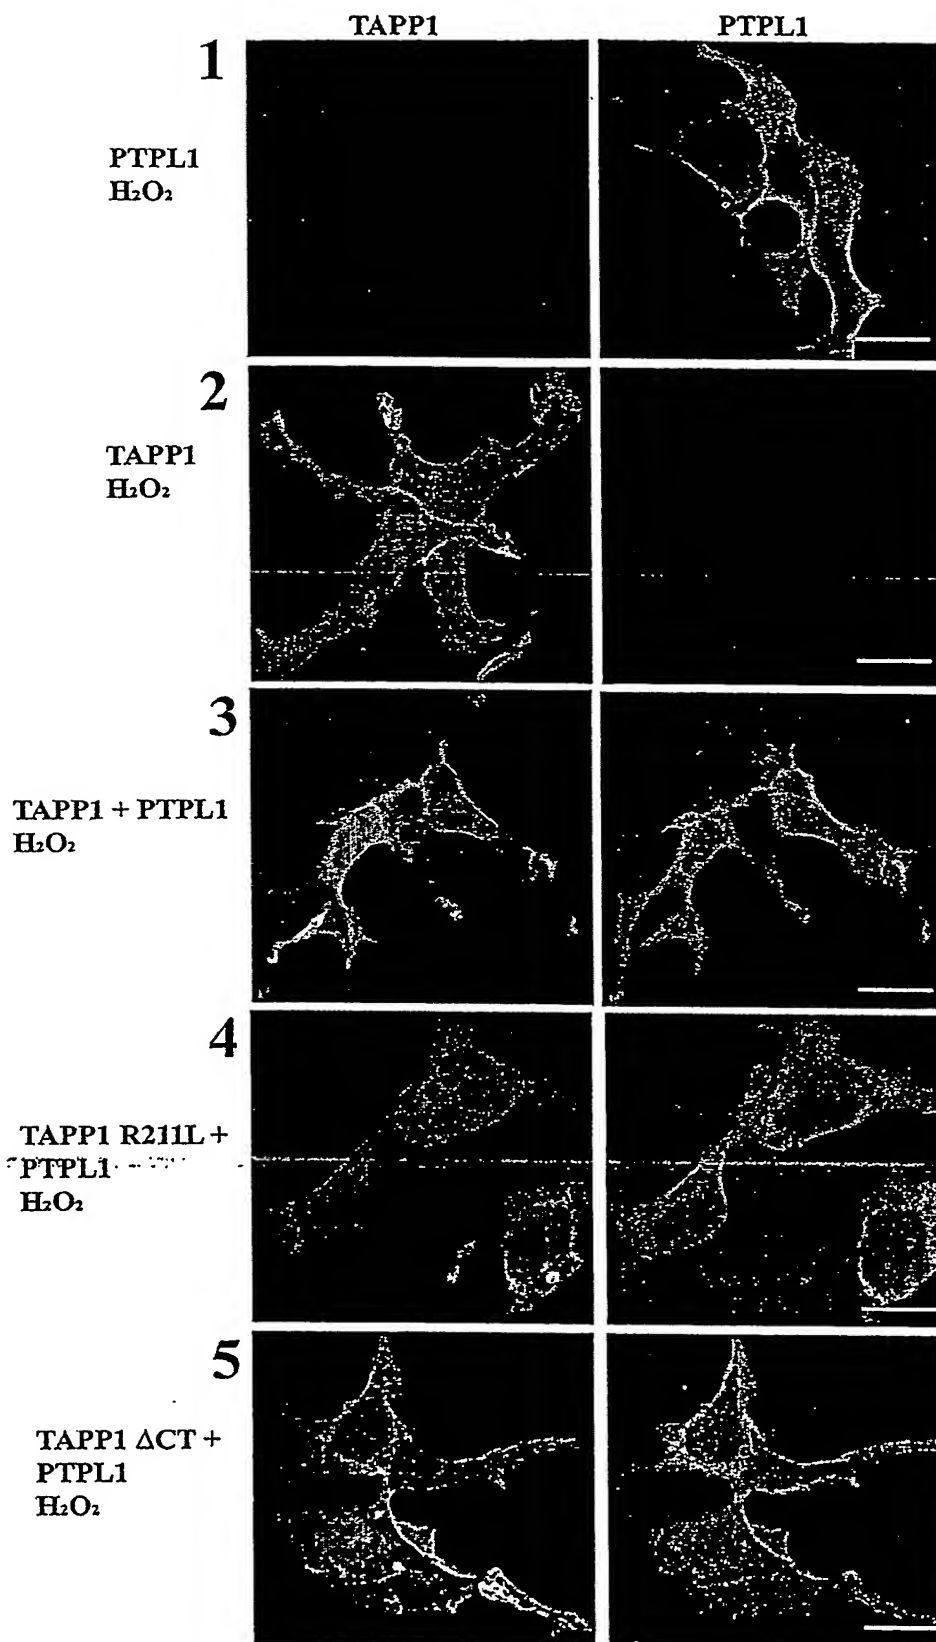 TAPP1 PTPL1
1
PTPL1
H₂O₂
2
TAPP1
H₂O₂
3
TAPP1 + PTPL1
H₂O₂
4
TAPP1 R211L +
PTPL1
H₂O₂
5
TAPP1 ΔCT +
PTPL1
H₂O₂